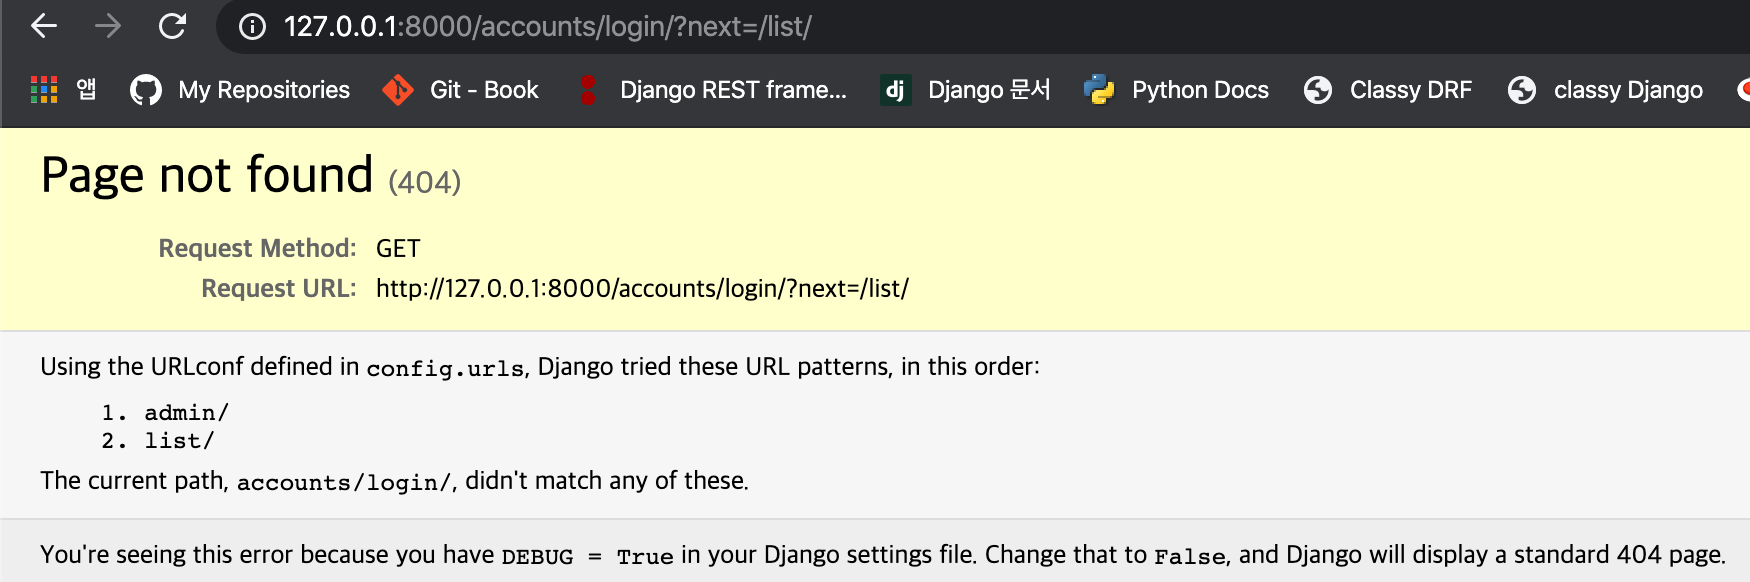 127.0.0.1:8000/accounts/login/?next=/list/
앱 My Repositories Git - Book Django REST frame... dj Django 문서 Python Docs Classy DRF classy Django
Page not found (404)
Request Method: GET
Request URL: http://127.0.0.1:8000/accounts/login/?next=/list/
Using the URLconf defined in config.urls, Django tried these URL patterns, in this order:
1. admin/
2. list/
The current path, accounts/login/, didn't match any of these.
You're seeing this error because you have DEBUG = True in your Django settings file. Change that to False, and Django will display a standard 404 page.